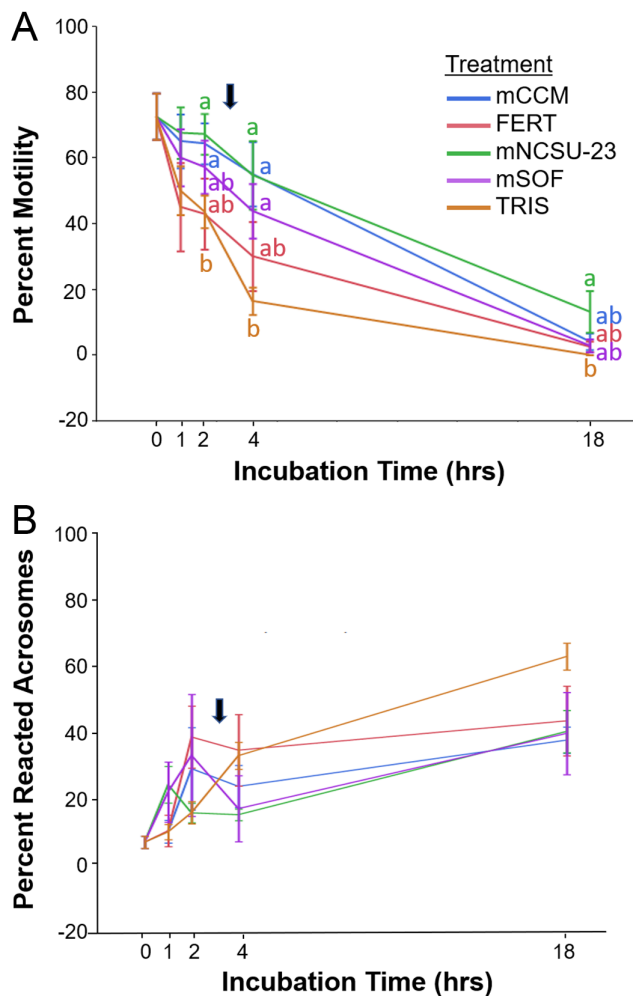 A
100
80
60
40
20
0
-20
Percent Motility
Treatment
mCCM
FERT
mNCSU-23
mSOF
TRIS
a
a
ab
ab
b
a
a
a
ab
b
a
ab
ab
ab
b
0 1 2 4 18
Incubation Time (hrs)
B
100
80
60
40
20
0
-20
Percent Reacted Acrosomes
0 1 2 4 18
Incubation Time (hrs)